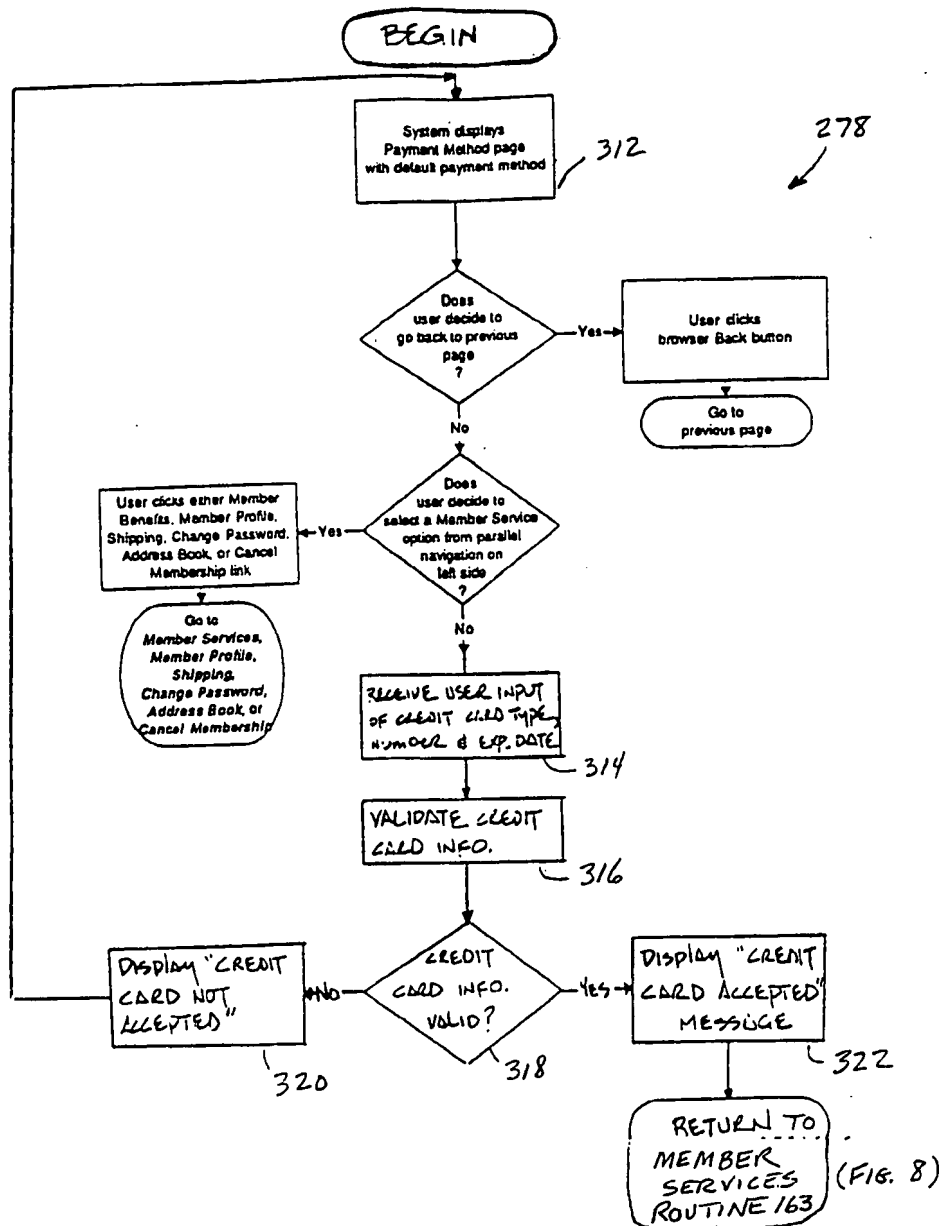 BEGIN
System displays
Payment Method page
with default payment method
312
278
Does
user decide to
go back to previous
page
?
Yes
User clicks
browser Back button
Go to
previous page
No
Does
user decide to
select a Member Service
option from parallel
navigation on
left side
?
Yes
User clicks either Member
Benefits, Member Profile,
Shipping, Change Password,
Address Book, or Cancel
Membership link
Go to
Member Services,
Member Profile,
Shipping,
Change Password,
Address Book, or
Cancel Membership
No
RECEIVE USER INPUT
OF CREDIT CARD TYPE,
NUMBER & EXP. DATE
314
VALIDATE CREDIT
CARD INFO.
316
CREDIT
CARD INFO.
VALID?
318
NO
DISPLAY "CREDIT
CARD NOT
ACCEPTED"
320
YES
DISPLAY "CREDIT
CARD ACCEPTED"
MESSAGE
322
RETURN TO
MEMBER
SERVICES
ROUTINE 163
(FIG. 8)